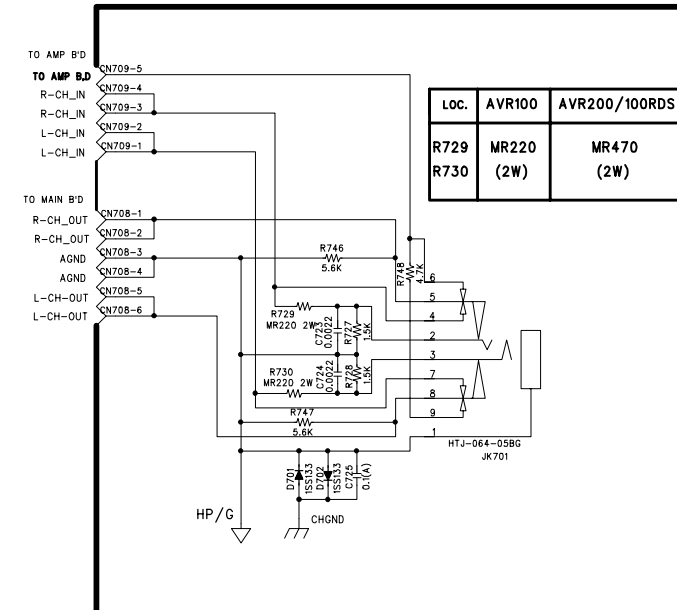 TO AMP B'D
TO AMP B,D
CN709-5
R-CH_IN
CN709-4
R-CH_IN
CN709-3
L-CH_IN
CN709-2
L-CH_IN
CN709-1
LOC. AVR100 AVR200/100RDS
R729 MR220 MR470
R730 (2W) (2W)
TO MAIN B'D
R-CH_OUT
CN708-1
R-CH_OUT
CN708-2
AGND
CN708-3
AGND
CN708-4
L-CH-OUT
CN708-5
L-CH-OUT
CN708-6
R746
5.6K
R748
4.7K
R729
MR220 2W
C723
0.0022
R727
1.5K
R730
MR220 2W
C724
0.0022
R728
1.5K
R747
5.6K
6
5
4
2
3
7
8
9
1
HTJ-064-05BG
JK701
D701
1SS133
D702
1SS133
C725
0.1(A)
HP/G
CHGND